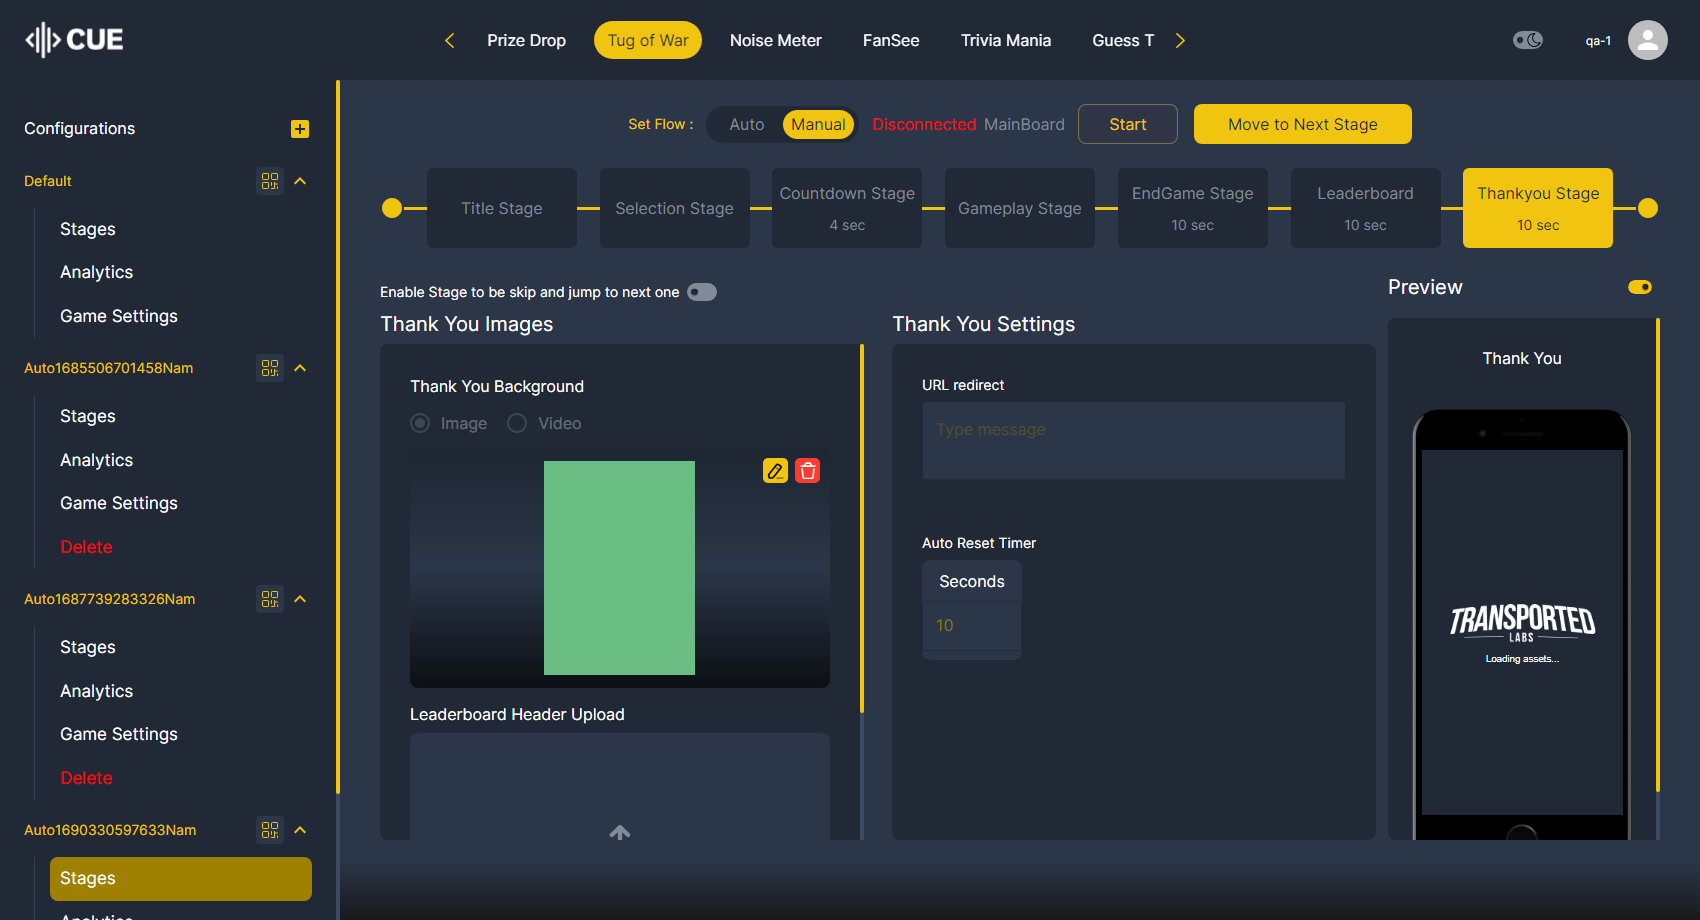 CUE
Prize Drop
Tug of War
Noise Meter
FanSee
Trivia Mania
Guess T
qa-1
Configurations
Default
Stages
Analytics
Game Settings
Auto1685506701458Nam
Stages
Analytics
Game Settings
Delete
Auto1687739283326Nam
Stages
Analytics
Game Settings
Delete
Auto1690330597633Nam
Stages
Analytics
Set Flow :
Auto
Manual
Disconnected MainBoard
Start
Move to Next Stage
Title Stage
Selection Stage
Countdown Stage
4 sec
Gameplay Stage
EndGame Stage
10 sec
Leaderboard
10 sec
Thankyou Stage
10 sec
Enable Stage to be skip and jump to next one
Thank You Images
Thank You Background
Image
Video
Leaderboard Header Upload
Thank You Settings
URL redirect
Type message
Auto Reset Timer
Seconds
10
Preview
Thank You
TRANSPORTED
LABS
Loading assets...